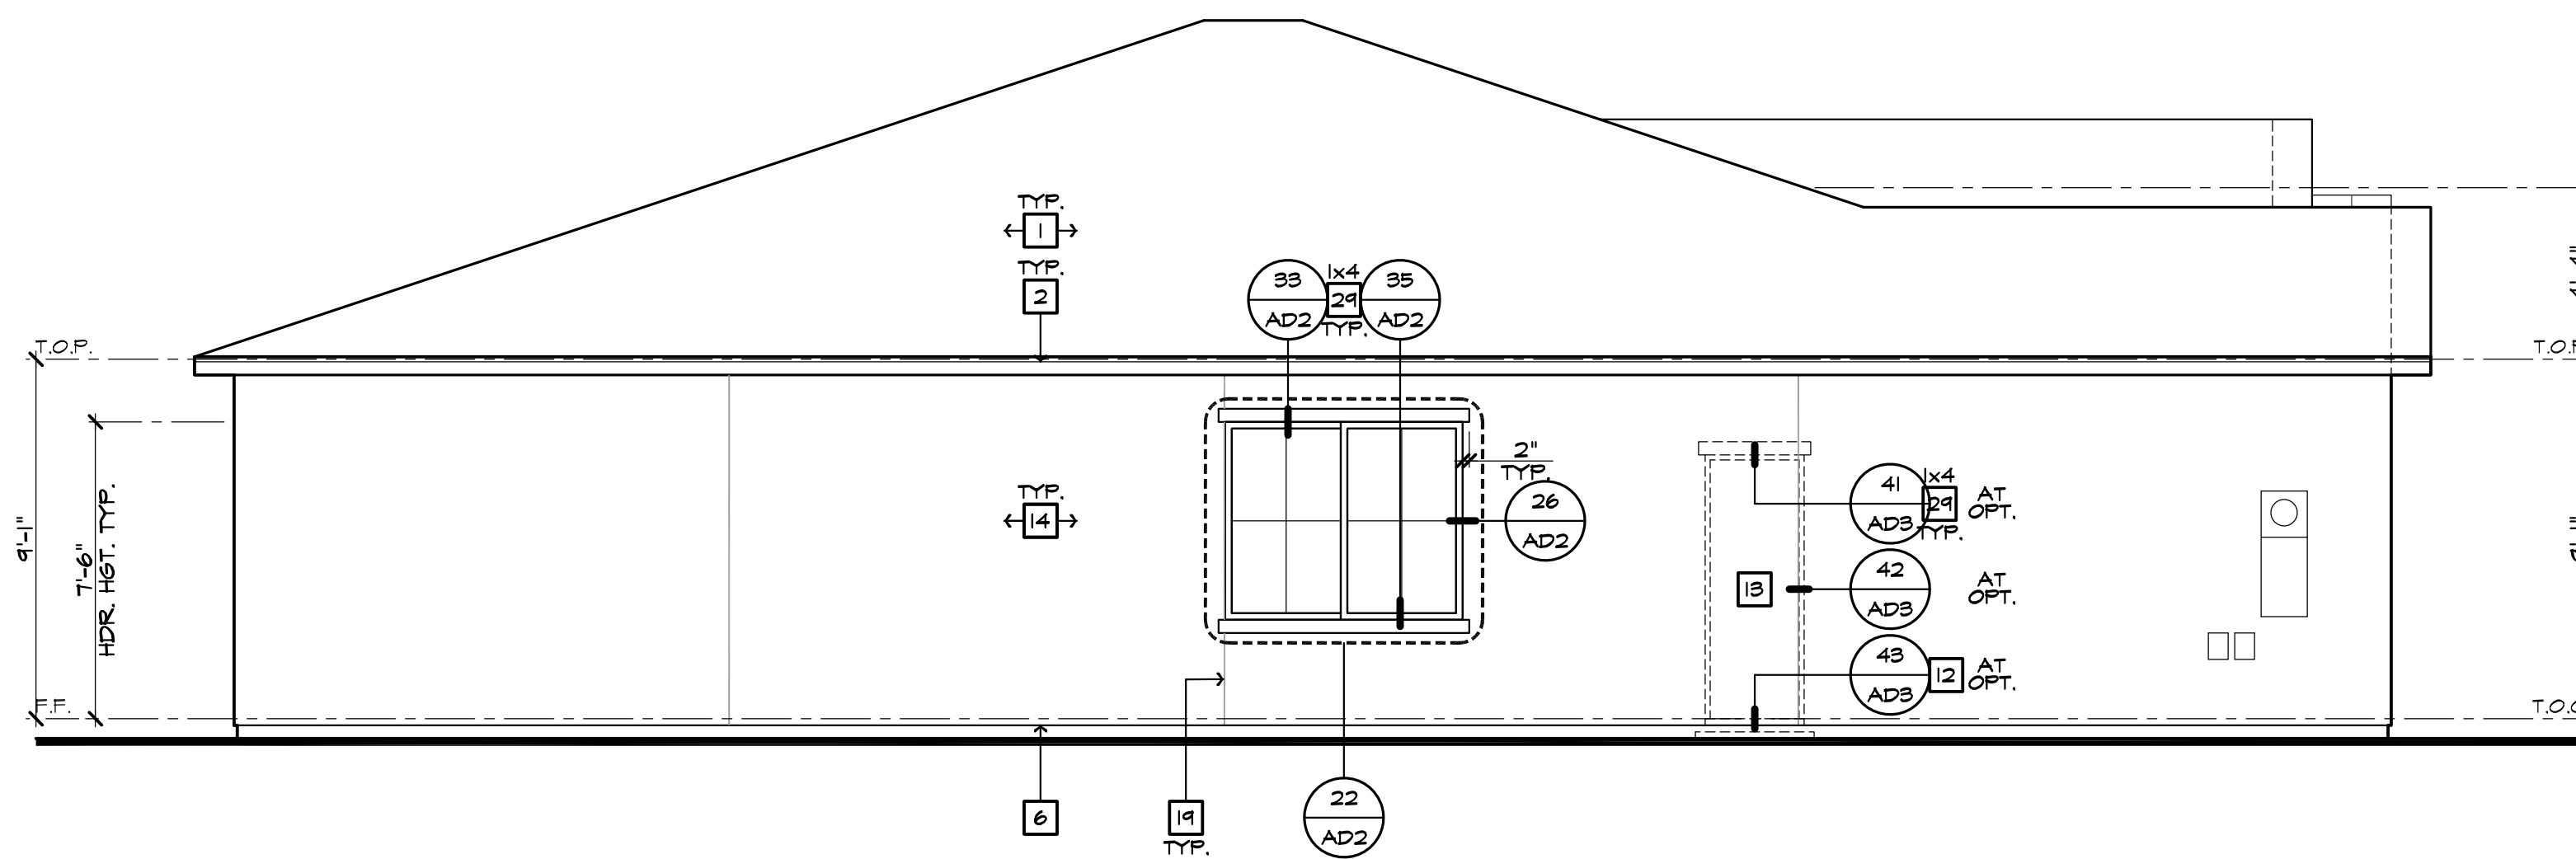 TYP.
1
TYP.
2
33
AD2
1x4
29
TYP.
35
AD2
T.O.P.
9'-1"
7'-6"
HDR. HGT. TYP.
F.F.
TYP.
14
2"
TYP.
26
AD2
41
AD3
1x4
29
TYP.
AT
OPT.
13
42
AD3
AT
OPT.
43
AD3
12
AT
OPT.
6
19
TYP.
22
AD2